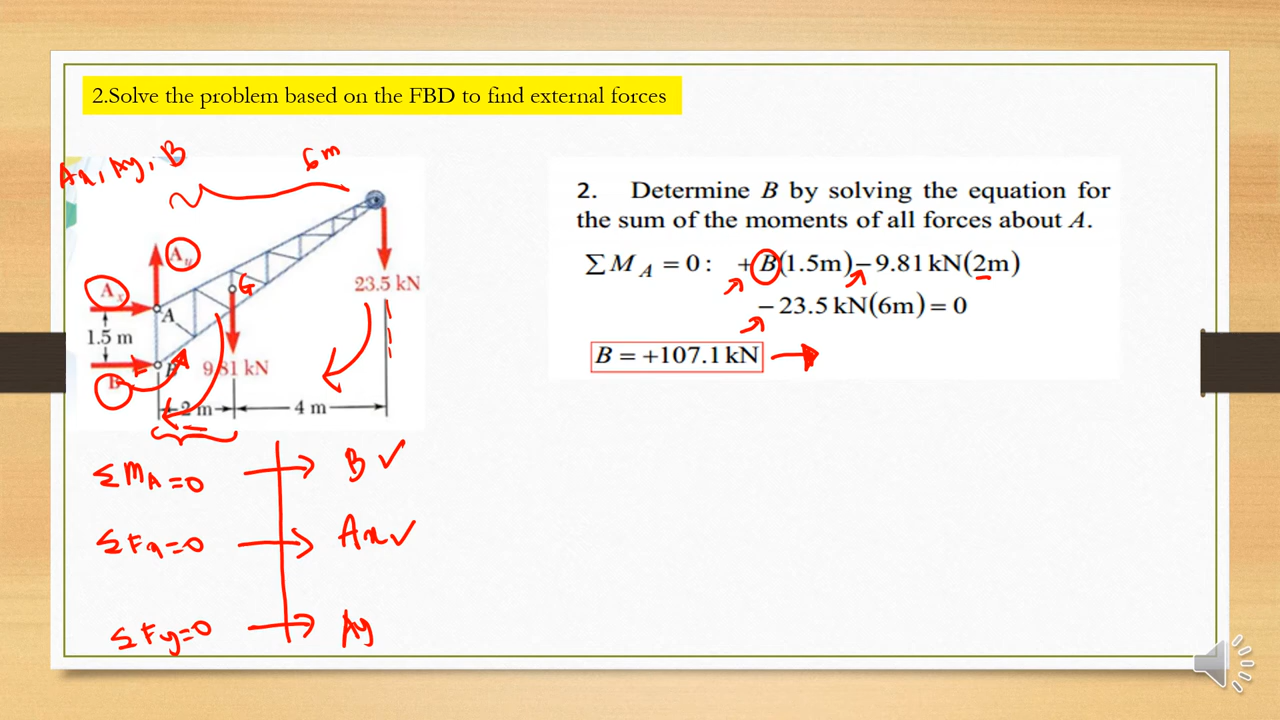 2.Solve the problem based on the FBD to find external forces
Ax, Ay, B
6m
Ay
Ax
A
G
23.5 kN
1.5 m
B
B
9.81 kN
2 m
4 m
ΣMA=0 → B ✓
ΣFx=0 → Ax ✓
ΣFy=0 → Ay
2. Determine B by solving the equation for
the sum of the moments of all forces about A.
ΣM_A = 0 : +B(1.5m) − 9.81 kN(2m)
− 23.5 kN(6m) = 0
B = +107.1 kN →